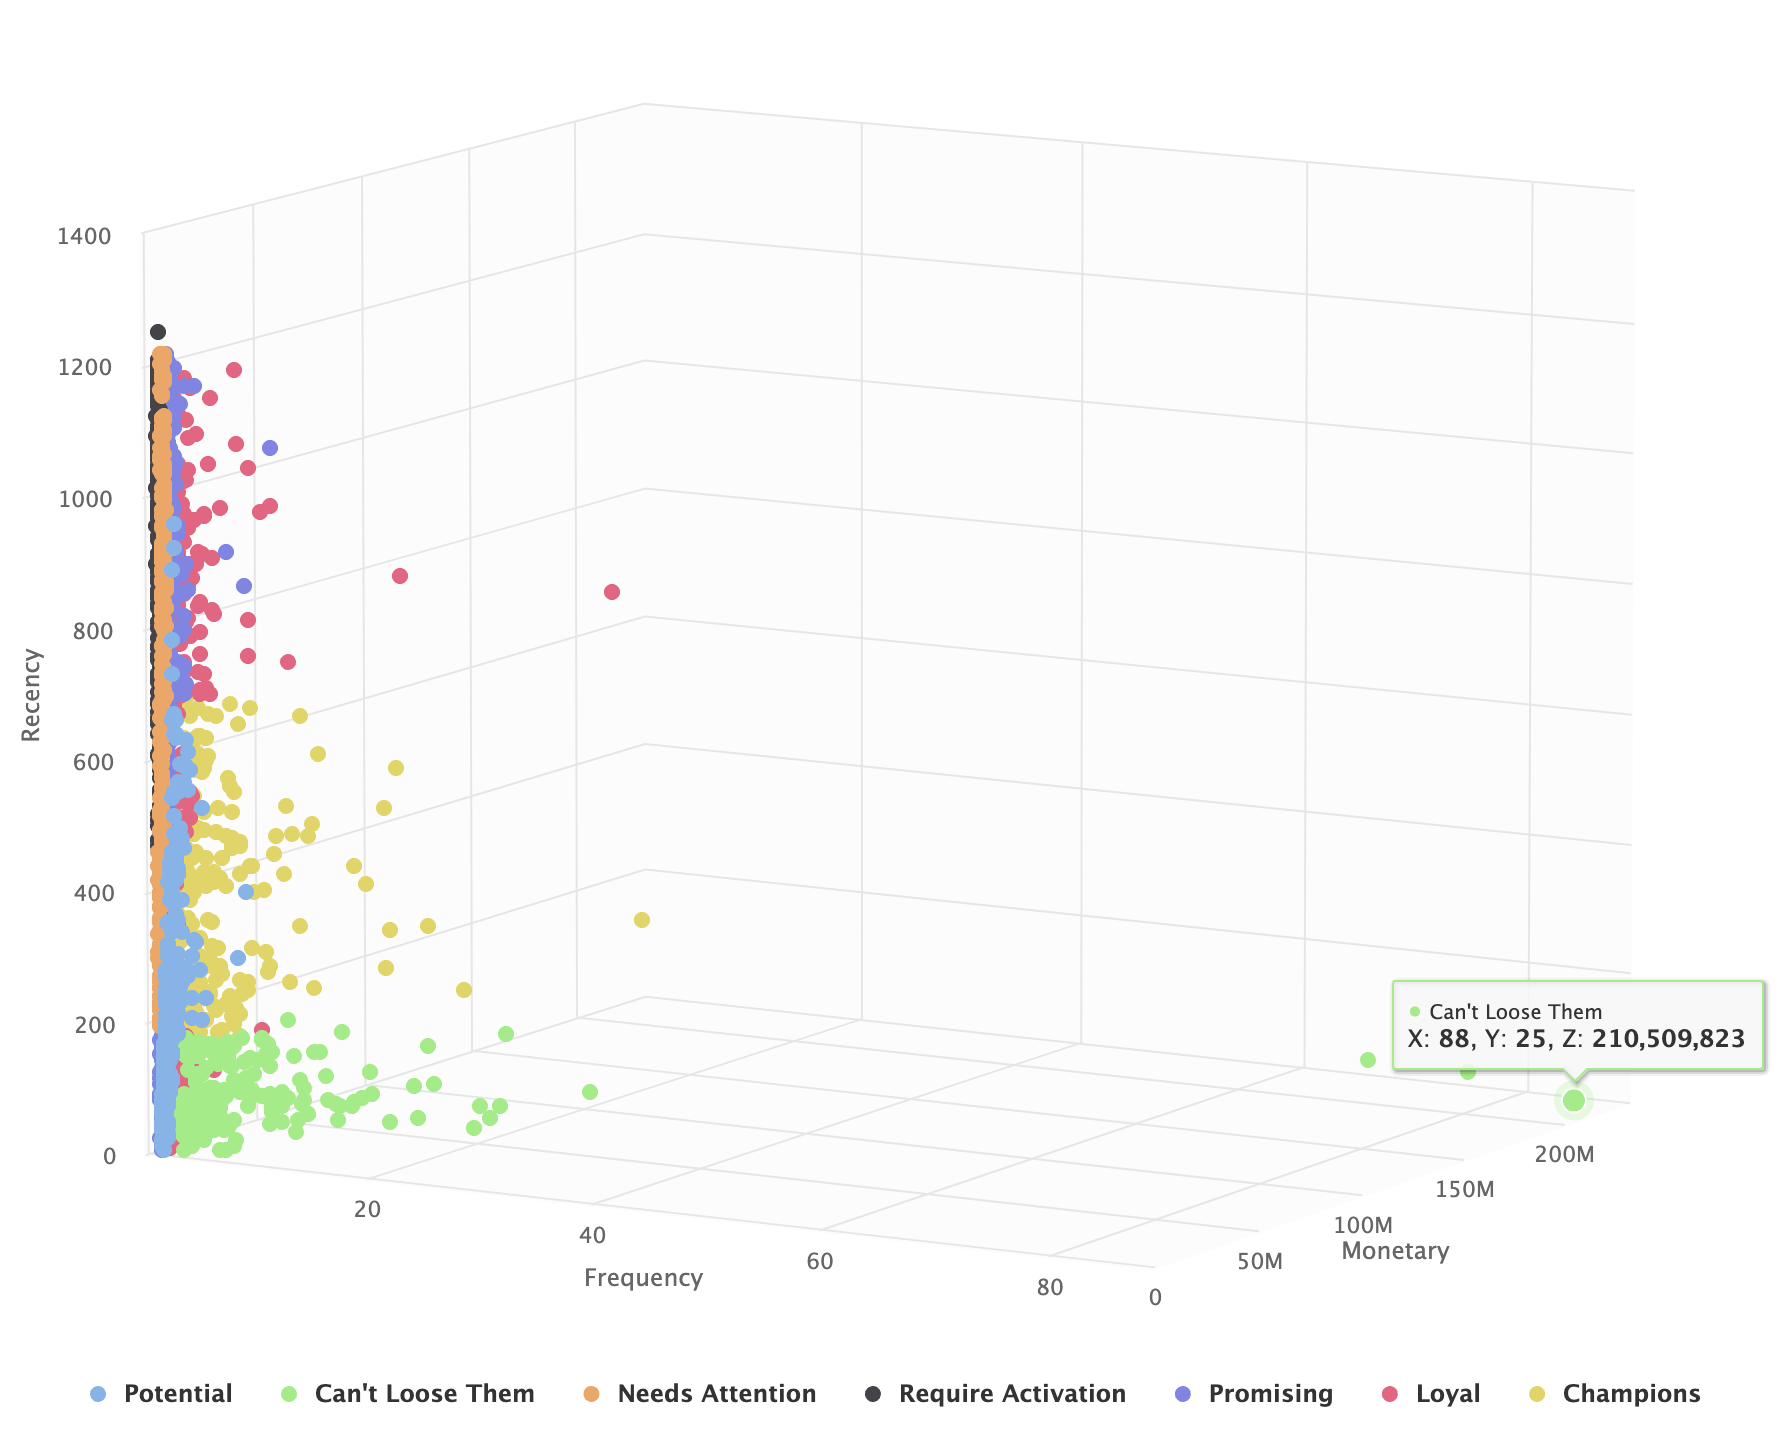 1400
1200
1000
800
600
400
200
0
Recency
20
40
60
80
Frequency
0
50M
100M
150M
200M
Monetary
Can't Loose Them
X: 88, Y: 25, Z: 210,509,823
Potential Can't Loose Them Needs Attention Require Activation Promising Loyal Champions